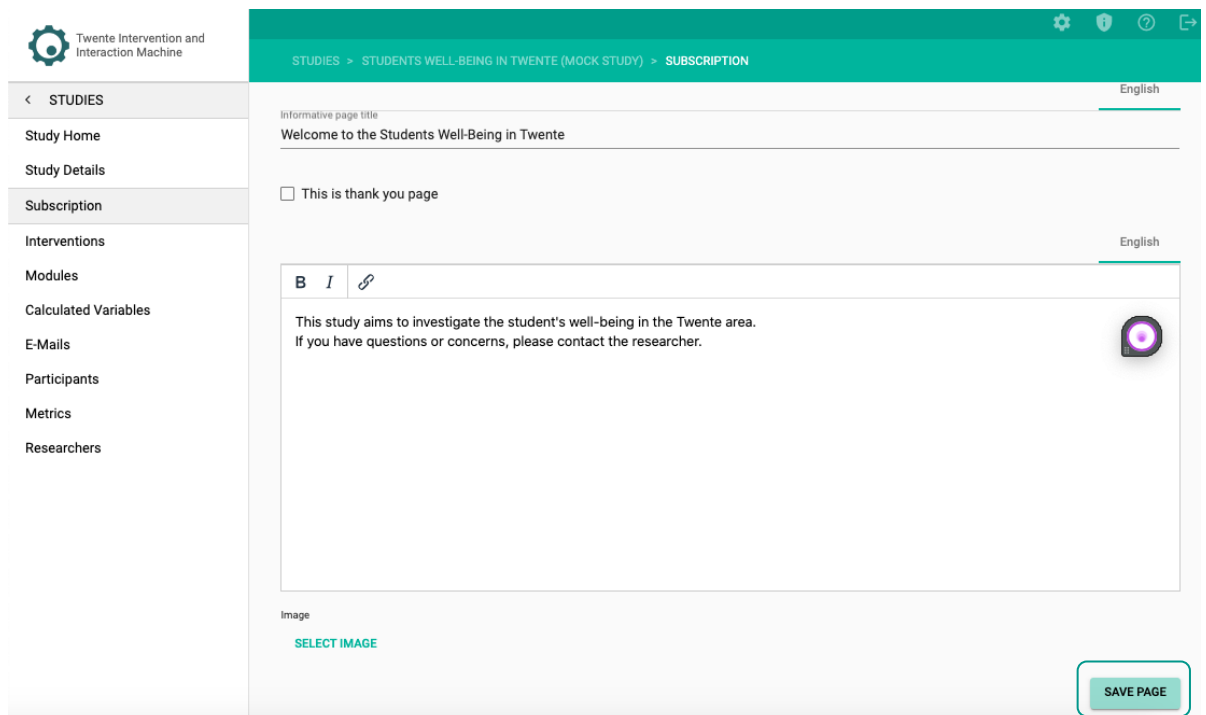 Twente Intervention and
Interaction Machine
STUDIES > STUDENTS WELL-BEING IN TWENTE (MOCK STUDY) > SUBSCRIPTION
< STUDIES
Study Home
Study Details
Subscription
Interventions
Modules
Calculated Variables
E-Mails
Participants
Metrics
Researchers
English
Informative page title
Welcome to the Students Well-Being in Twente
This is thank you page
English
B I
This study aims to investigate the student's well-being in the Twente area.
If you have questions or concerns, please contact the researcher.
Image
SELECT IMAGE
SAVE PAGE